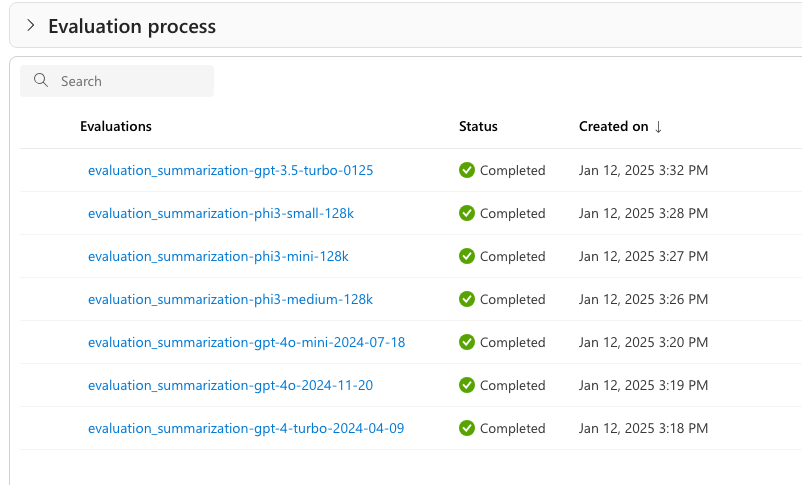 Evaluation process
Search
Evaluations Status Created on ↓
evaluation_summarization-gpt-3.5-turbo-0125 Completed Jan 12, 2025 3:32 PM
evaluation_summarization-phi3-small-128k Completed Jan 12, 2025 3:28 PM
evaluation_summarization-phi3-mini-128k Completed Jan 12, 2025 3:27 PM
evaluation_summarization-phi3-medium-128k Completed Jan 12, 2025 3:26 PM
evaluation_summarization-gpt-4o-mini-2024-07-18 Completed Jan 12, 2025 3:20 PM
evaluation_summarization-gpt-4o-2024-11-20 Completed Jan 12, 2025 3:19 PM
evaluation_summarization-gpt-4-turbo-2024-04-09 Completed Jan 12, 2025 3:18 PM